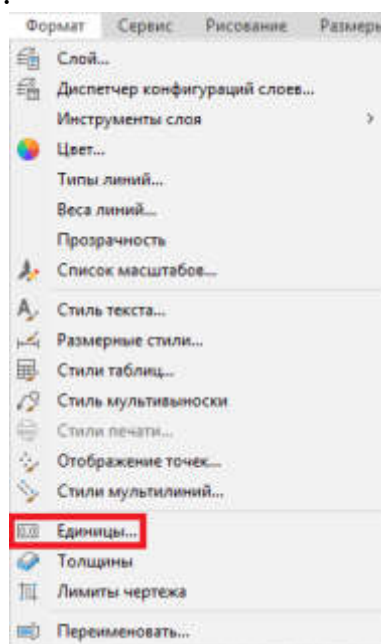 Формат Сервис Рисование Размеры
Слой...
Диспетчер конфигураций слоев...
Инструменты слоя
Цвет...
Типы линий...
Веса линий...
Прозрачность
Список масштабов...
Стиль текста...
Размерные стили...
Стили таблиц...
Стиль мультивыноски
Стили печати...
Отображение точек...
Стили мультилиний...
Единицы...
Толщины
Лимиты чертежа
Переименовать...